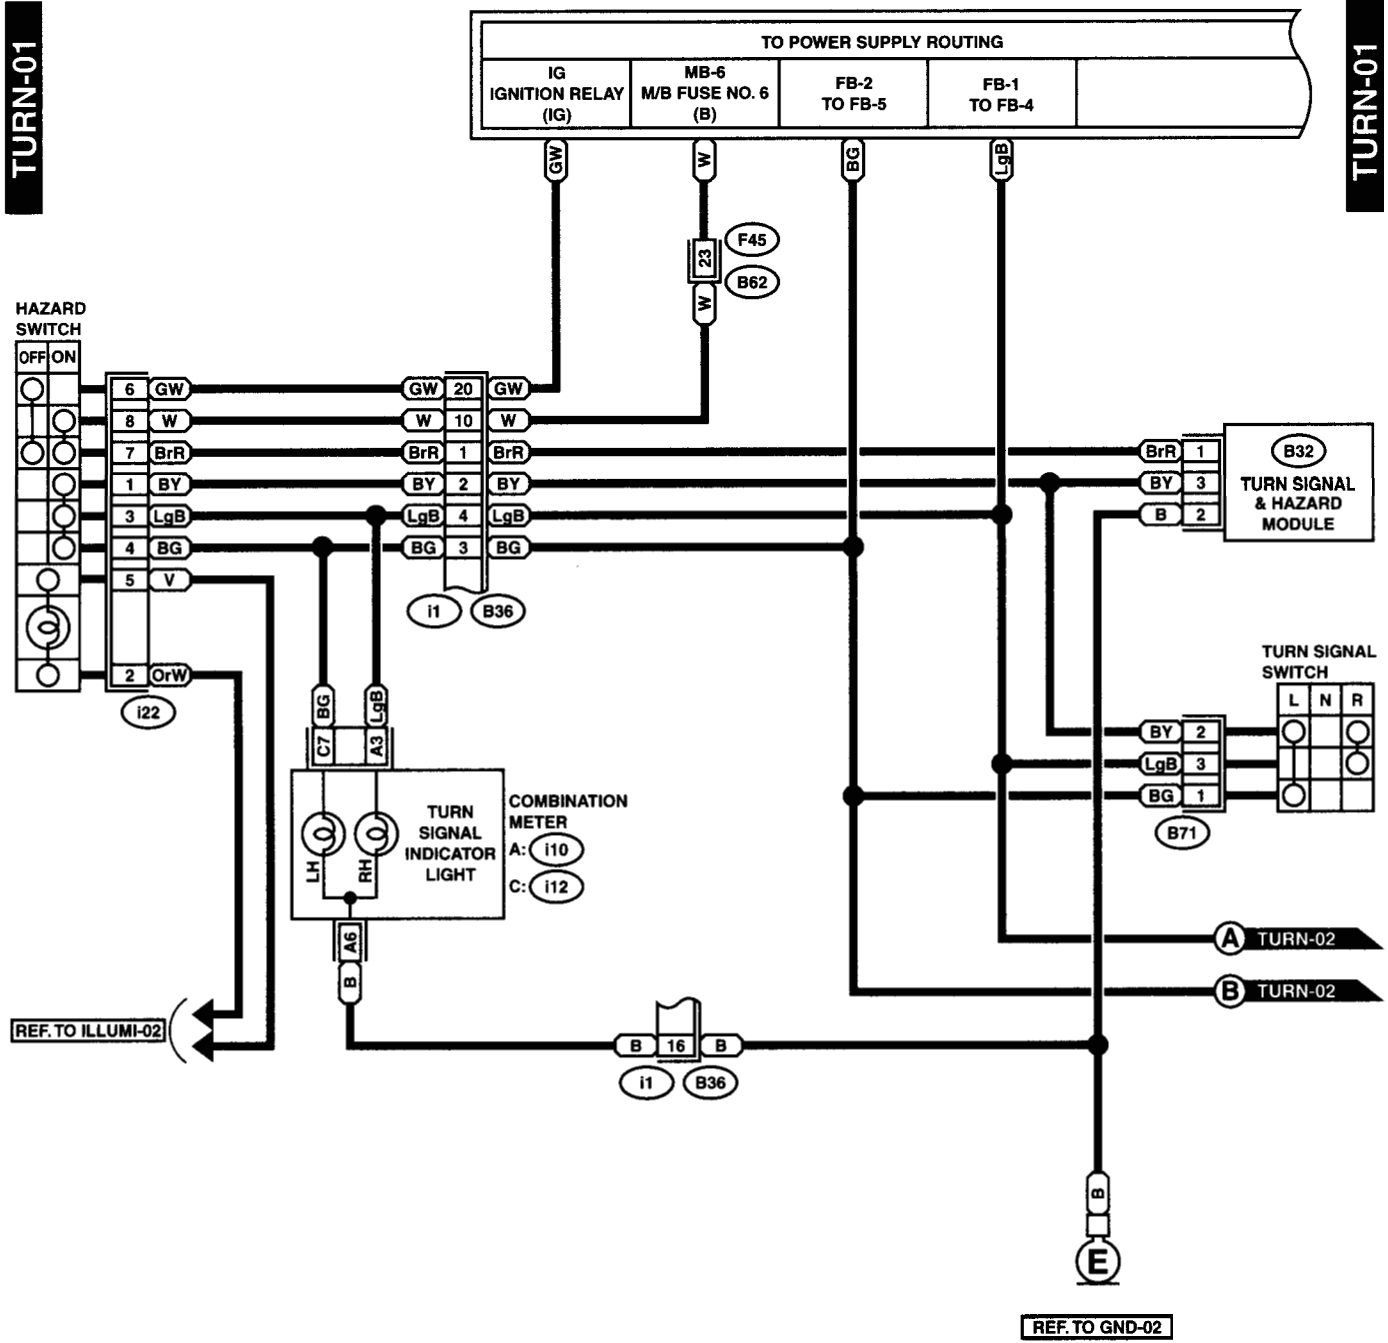 TURN-01
TURN-01
TO POWER SUPPLY ROUTING
IG
IGNITION RELAY
(IG)
MB-6
M/B FUSE NO. 6
(B)
FB-2
TO FB-5
FB-1
TO FB-4
GW
W
BG
LgB
23
F45
B62
W
HAZARD
SWITCH
OFF ON
6 GW GW 20 GW
8 W W 10 W
7 BrR BrR 1 BrR BrR 1
1 BY BY 2 BY BY 3
3 LgB LgB 4 LgB B 2
4 BG BG 3 BG
5 V
2 OrW
i22
i1 B36
B32
TURN SIGNAL
& HAZARD
MODULE
TURN SIGNAL
SWITCH
L N R
BY 2
LgB 3
BG 1
B71
BG LgB
C7 A3
LH RH
TURN
SIGNAL
INDICATOR
LIGHT
COMBINATION
METER
A: i10
C: i12
A6
B
A TURN-02
B TURN-02
REF. TO ILLUMI-02
B 16 B
i1 B36
B
E
REF. TO GND-02